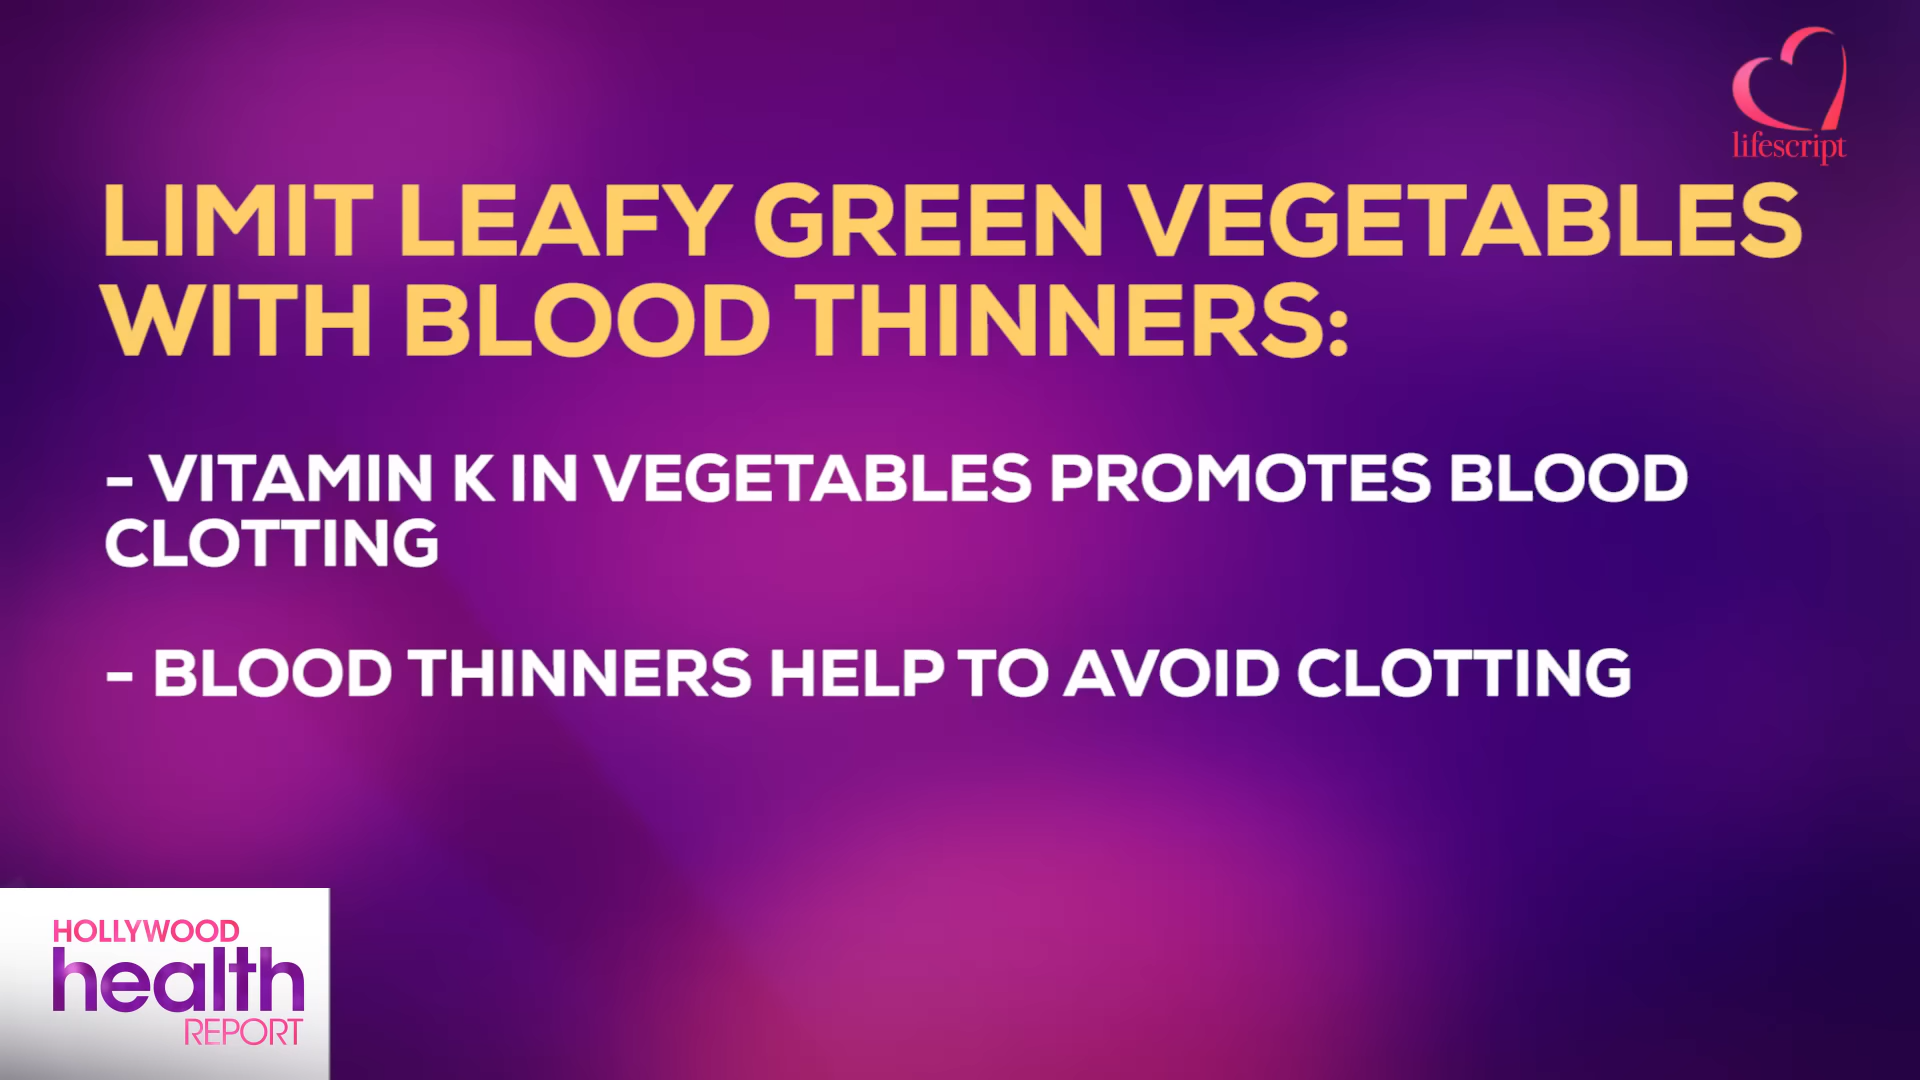 lifescript
LIMIT LEAFY GREEN VEGETABLES
WITH BLOOD THINNERS:
- VITAMIN K IN VEGETABLES PROMOTES BLOOD
CLOTTING
- BLOOD THINNERS HELP TO AVOID CLOTTING
HOLLYWOOD
health
REPORT